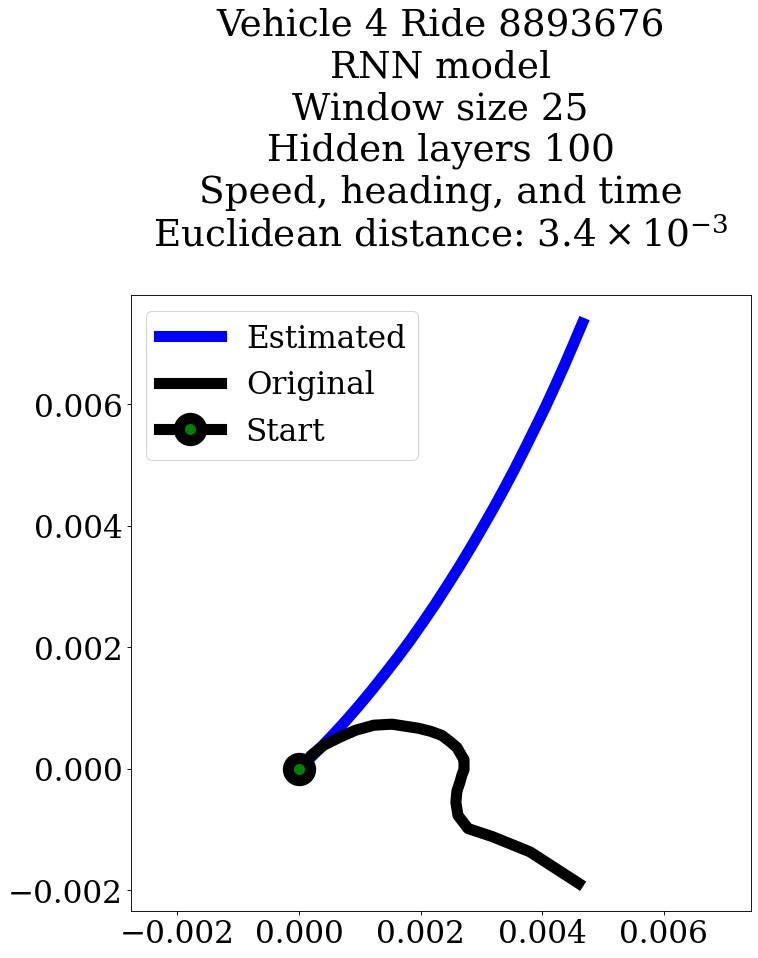 Vehicle 4 Ride 8893676
RNN model
Window size 25
Hidden layers 100
Speed, heading, and time
Euclidean distance: 3.4 × 10⁻³
Estimated
Original
Start
0.006
0.004
0.002
0.000
−0.002
−0.002 0.000 0.002 0.004 0.006